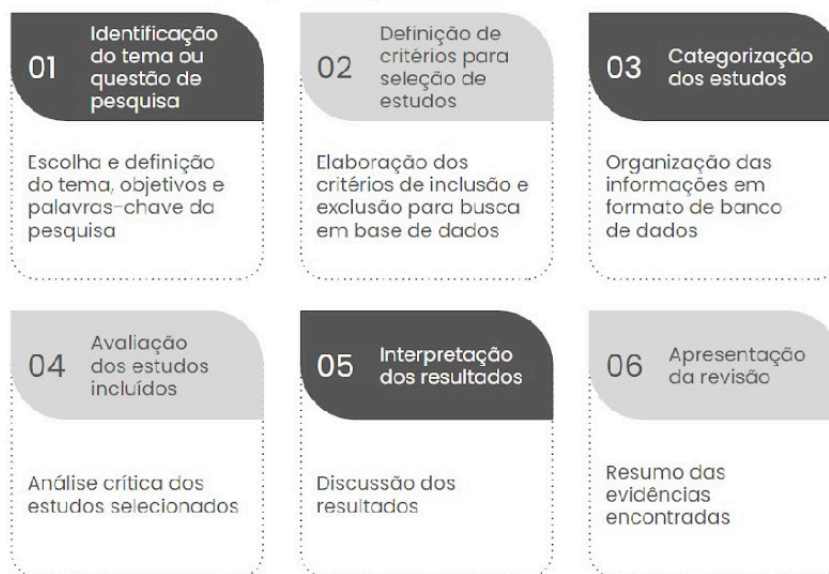 01
Identificação
do tema ou
questão de
pesquisa
Escolha e definição
do tema, objetivos e
palavras-chave da
pesquisa
02
Definição de
critérios para
seleção de
estudos
Elaboração dos
critérios de inclusão e
exclusão para busca
em base de dados
03
Categorização
dos estudos
Organização das
informações em
formato de banco
de dados
04
Avaliação
dos estudos
incluídos
Análise crítica dos
estudos selecionados
05
Interpretação
dos resultados
Discussão dos
resultados
06
Apresentação
da revisão
Resumo das
evidências
encontradas